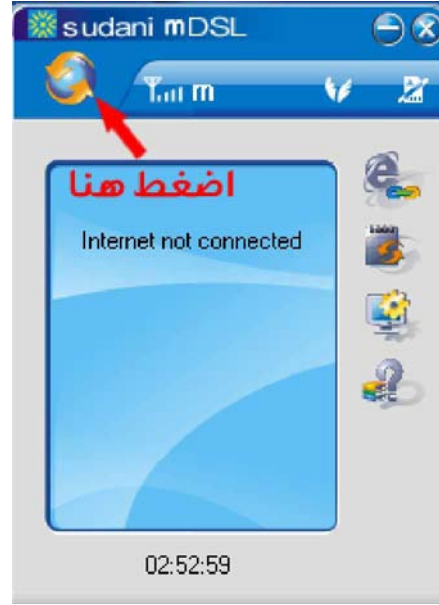 sudani mDSL
m
اضغط هنا
Internet not connected
02:52:59